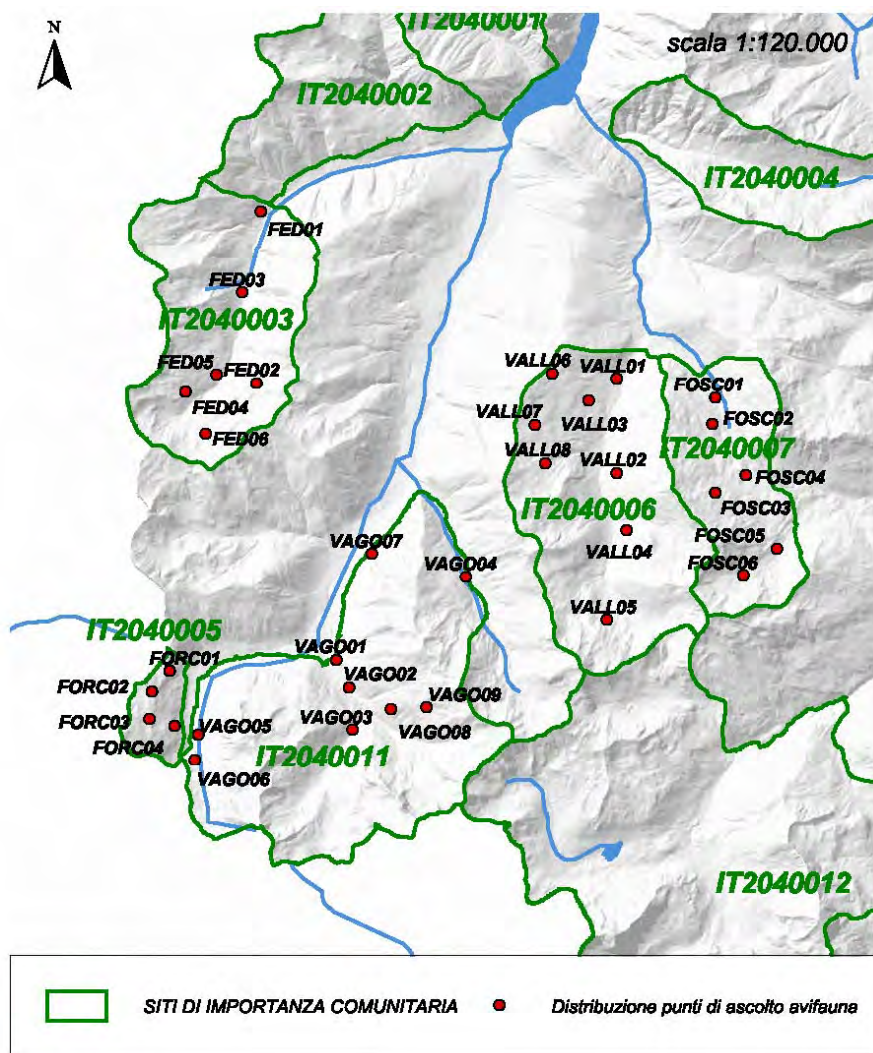 IT2040001
N
scala 1:120.000
IT2040002
IT2040004
FED01
FED03
IT2040003
FED05
FED02
FED04
FED06
VALL06
VALL01
FOSC01
VALL07
VALL03
FOSC02
VALL08
VALL02
IT2040007
FOSC04
IT2040006
FOSC03
VALL04
FOSC05
VAGO07
VAGO04
FOSC06
VALL05
IT2040005
FORC01
VAGO01
FORC02
VAGO02
VAGO09
FORC03
VAGO03
VAGO05
VAGO08
FORC04
IT2040011
VAGO06
IT2040012
SITI DI IMPORTANZA COMUNITARIA
Distribuzione punti di ascolto avifauna